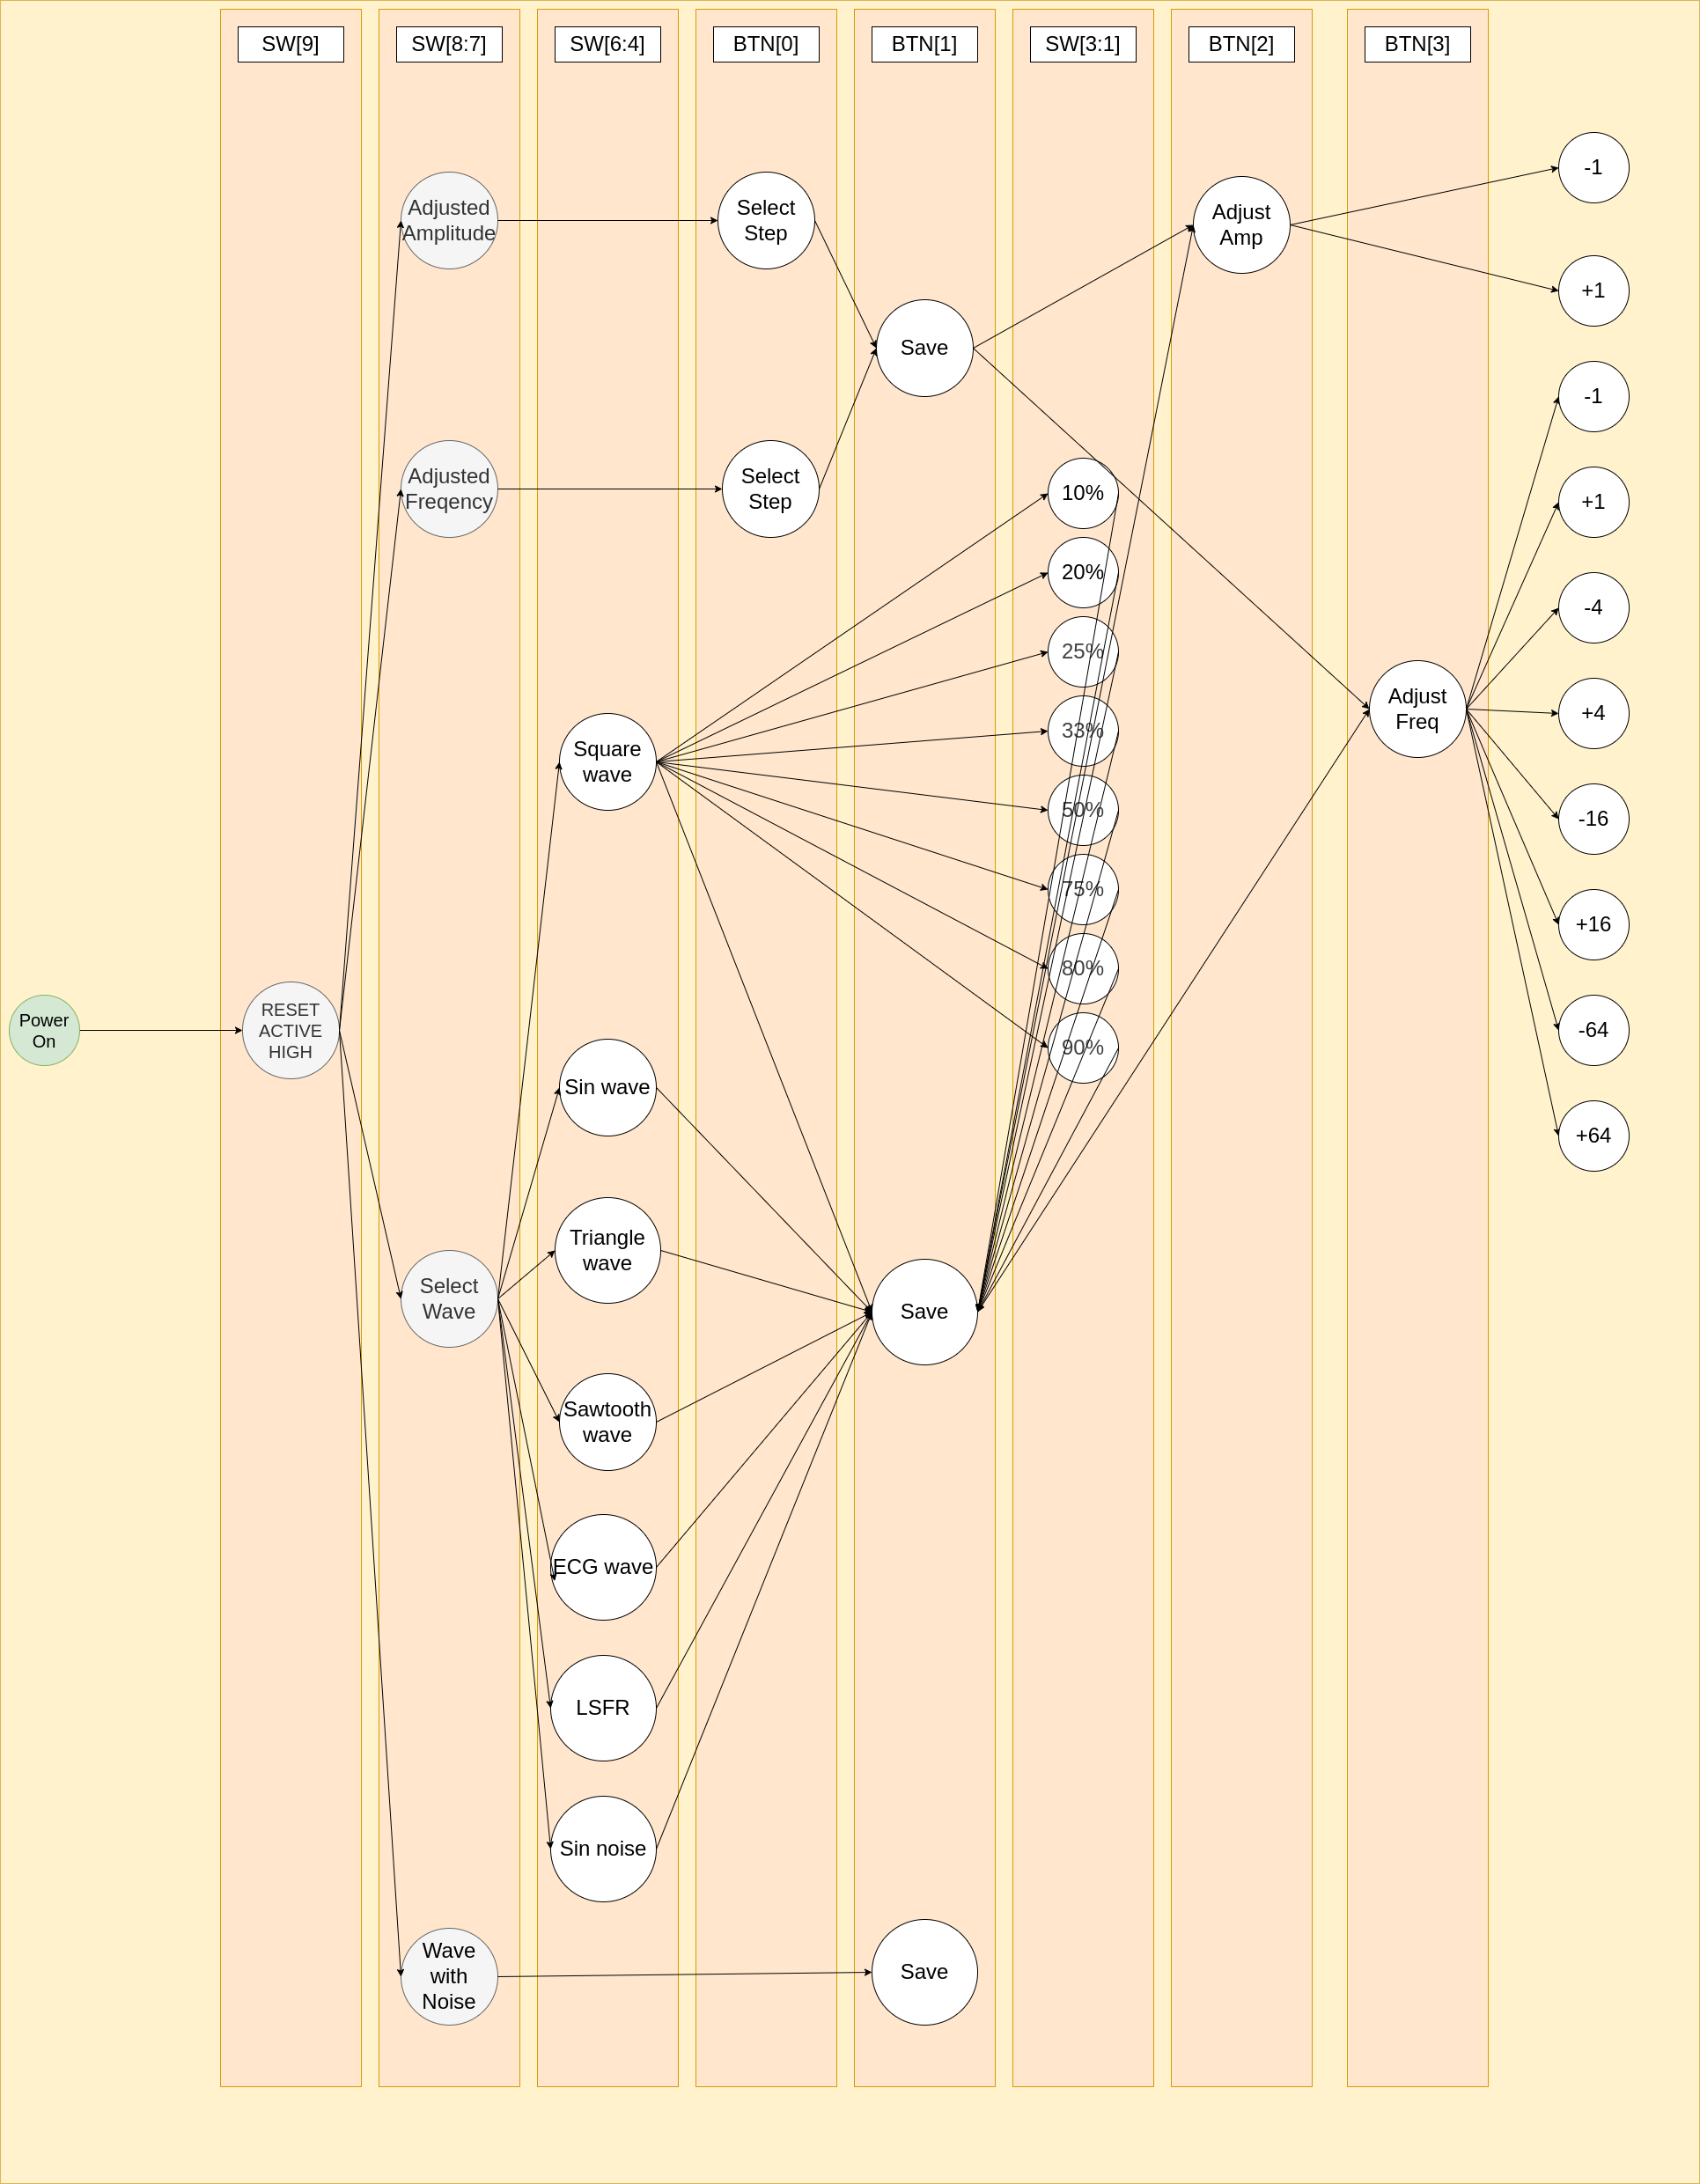 SW[9]
SW[8:7]
SW[6:4]
BTN[0]
BTN[1]
SW[3:1]
BTN[2]
BTN[3]
Adjusted
Amplitude
Select
Step
Adjust
Amp
-1
+1
Save
Adjusted
Freqency
Select
Step
10%
20%
25%
33%
50%
75%
80%
90%
Square
wave
Adjust
Freq
-1
+1
-4
+4
-16
+16
-64
+64
Power
On
RESET
ACTIVE
HIGH
Sin wave
Triangle
wave
Select
Wave
Save
Sawtooth
wave
ECG wave
LSFR
Sin noise
Wave
with
Noise
Save